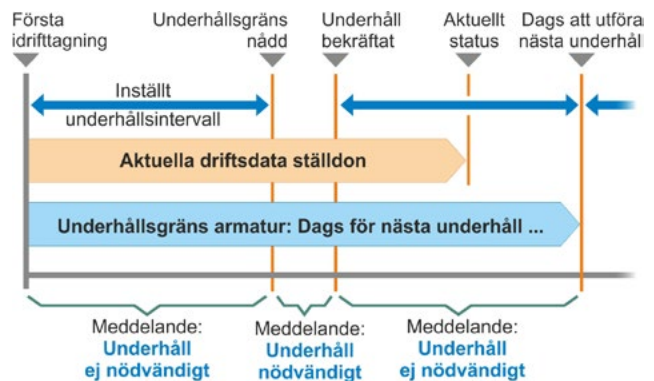 Första
idrifttagning
Underhållsgräns
nådd
Underhåll
bekräftat
Aktuellt
status
Dags att utföra
nästa underhåll
Inställt
underhållsintervall
Aktuella driftsdata ställdon
Underhållsgräns armatur: Dags för nästa underhåll ...
Meddelande:
Underhåll
ej nödvändigt
Meddelande:
Underhåll
nödvändigt
Meddelande:
Underhåll
ej nödvändigt